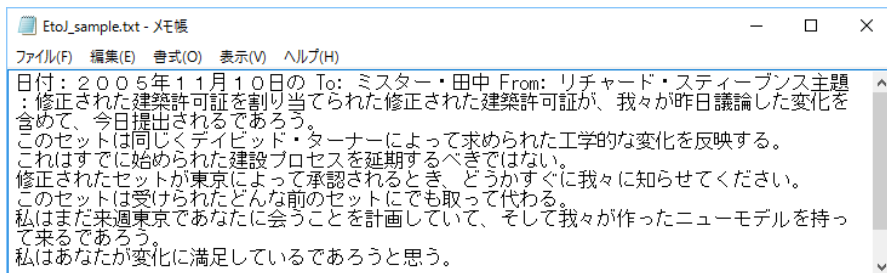 EtoJ_sample.txt - メモ帳
ファイル(F) 編集(E) 書式(O) 表示(V) ヘルプ(H)
日付：２００５年１１月１０日の To: ミスター・田中 From: リチャード・スティーブンス主題
：修正された建築許可証を割り当てられた修正された建築許可証が、我々が昨日議論した変化を
含めて、今日提出されるであろう。
このセットは同じくデイビッド・ターナーによって求められた工学的な変化を反映する。
これはすでに始められた建設プロセスを延期するべきではない。
修正されたセットが東京によって承認されるとき、どうかすぐに我々に知らせてください。
このセットは受けられたどんな前のセットにでも取って代わる。
私はまだ来週東京であなたに会うことを計画していて、そして我々が作ったニューモデルを持っ
て来るであろう。
私はあなたが変化に満足しているであろうと思う。